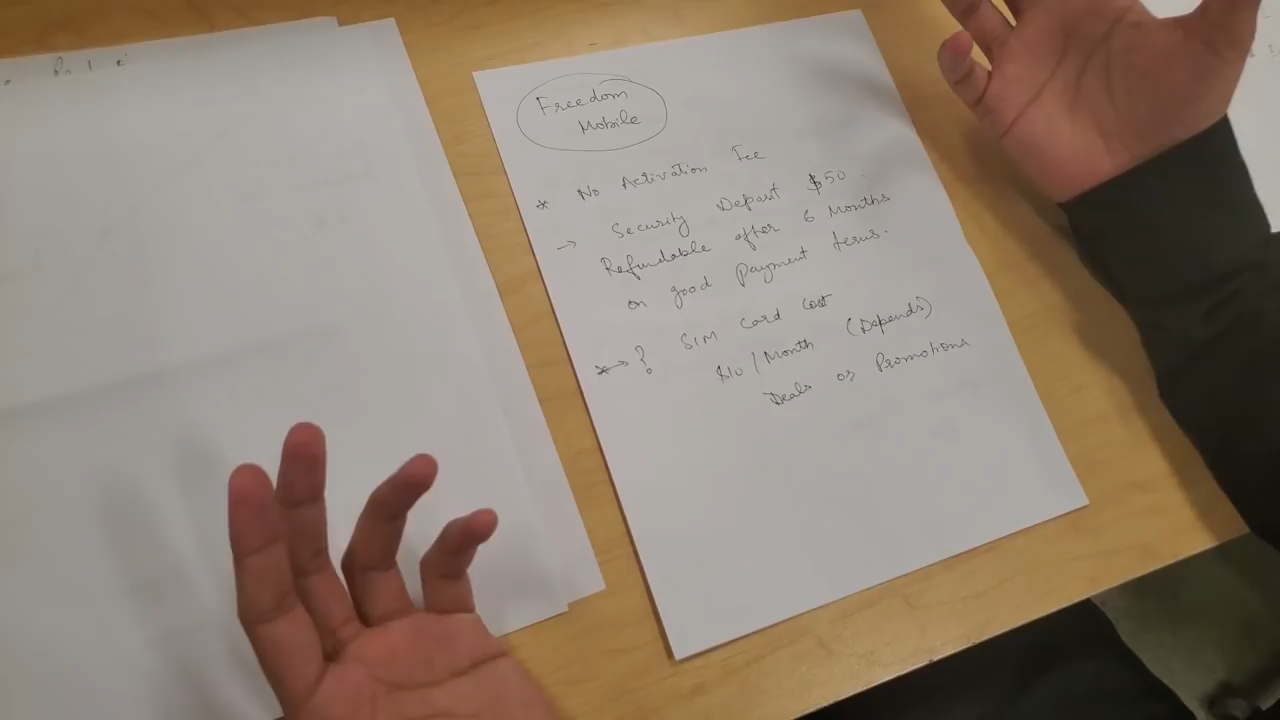 Freedom
Mobile
* No Activation Fee
→ Security Deposit $50.
Refundable after 6 Months
on good Payment terms.
*→ ? SIM Card Cost
$10/Month (Depends)
Deals or Promotions